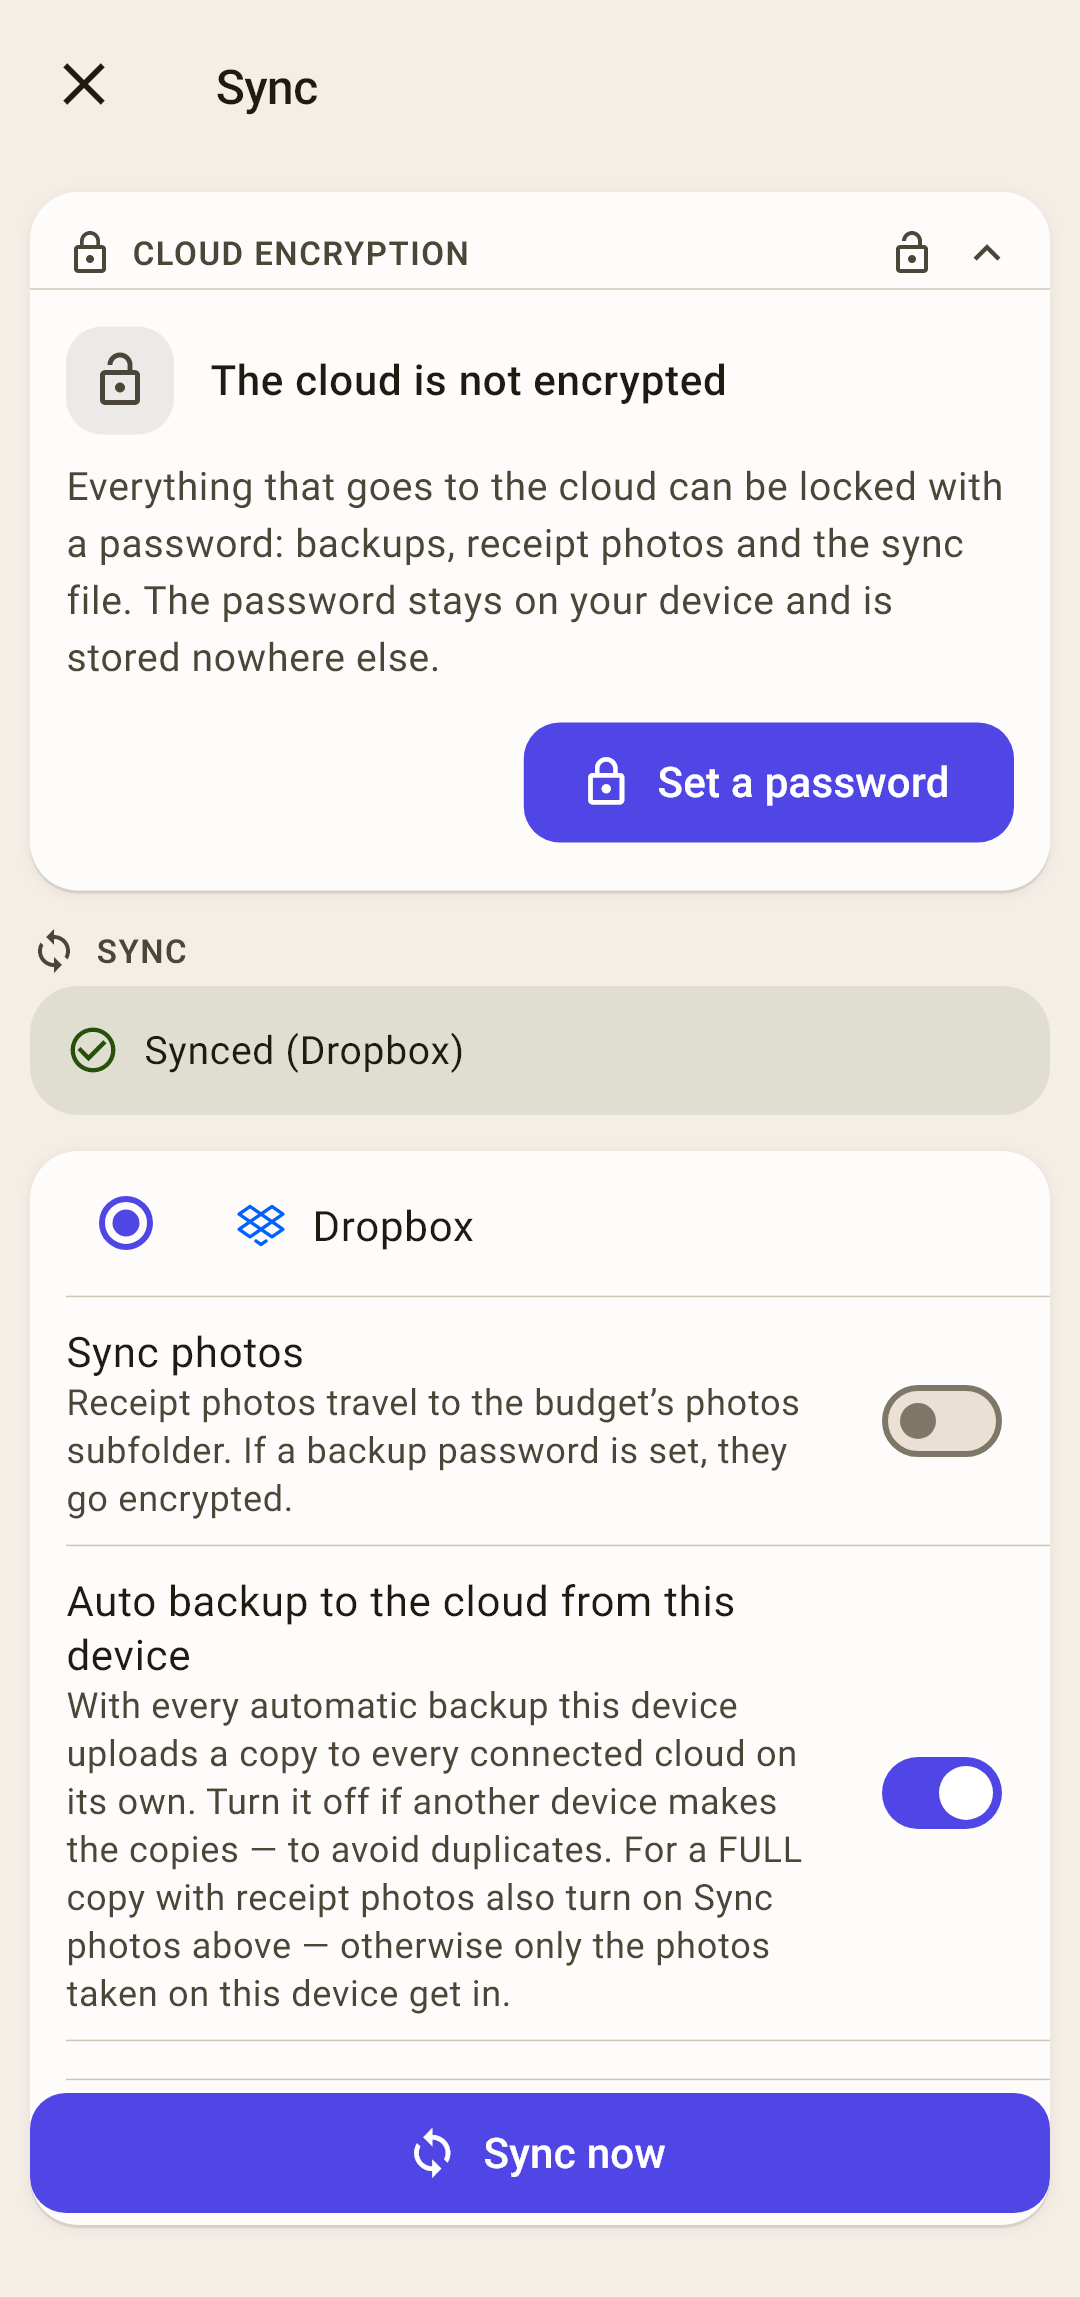 Sync
CLOUD ENCRYPTION
The cloud is not encrypted
Everything that goes to the cloud can be locked with
a password: backups, receipt photos and the sync
file. The password stays on your device and is
stored nowhere else.
Set a password
SYNC
Synced (Dropbox)
Dropbox
Sync photos
Receipt photos travel to the budget’s photos
subfolder. If a backup password is set, they
go encrypted.
Auto backup to the cloud from this
device
With every automatic backup this device
uploads a copy to every connected cloud on
its own. Turn it off if another device makes
the copies — to avoid duplicates. For a FULL
copy with receipt photos also turn on Sync
photos above — otherwise only the photos
taken on this device get in.
Sync now